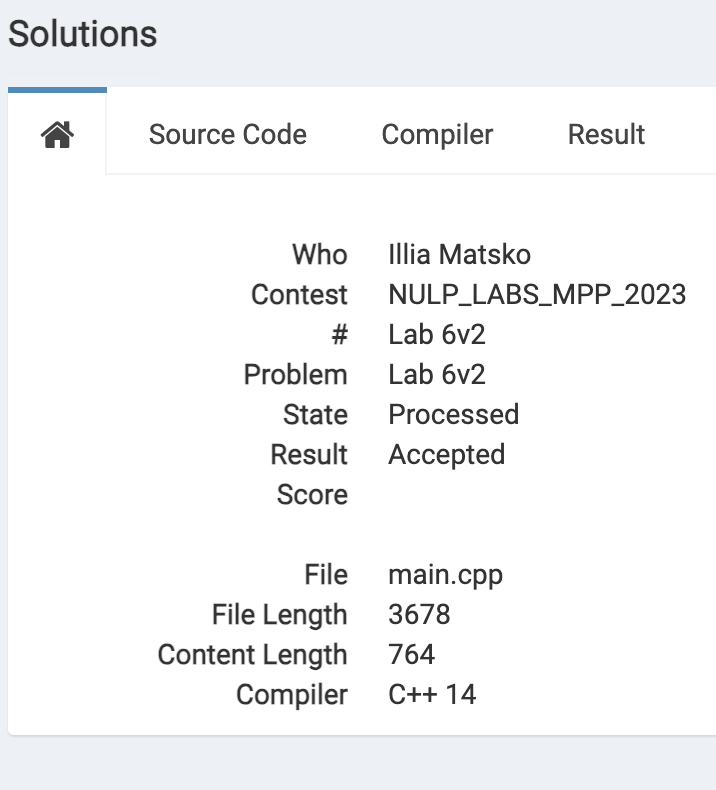 Solutions
Source Code Compiler Result
Who Illia Matsko
Contest NULP_LABS_MPP_2023
# Lab 6v2
Problem Lab 6v2
State Processed
Result Accepted
Score
File main.cpp
File Length 3678
Content Length 764
Compiler C++ 14